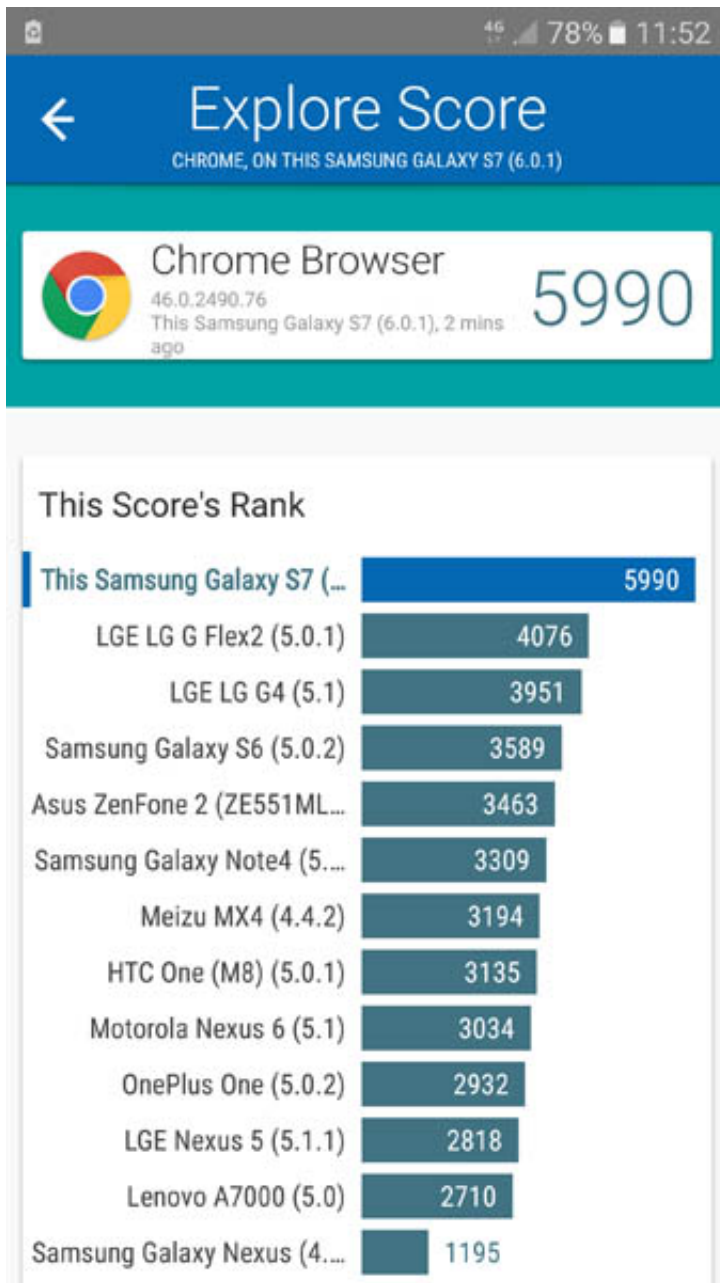 4G 78% 11:52
Explore Score
CHROME, ON THIS SAMSUNG GALAXY S7 (6.0.1)
Chrome Browser
46.0.2490.76
This Samsung Galaxy S7 (6.0.1), 2 mins
ago
5990
This Score's Rank
This Samsung Galaxy S7 (... 5990
LGE LG G Flex2 (5.0.1) 4076
LGE LG G4 (5.1) 3951
Samsung Galaxy S6 (5.0.2) 3589
Asus ZenFone 2 (ZE551ML... 3463
Samsung Galaxy Note4 (5.... 3309
Meizu MX4 (4.4.2) 3194
HTC One (M8) (5.0.1) 3135
Motorola Nexus 6 (5.1) 3034
OnePlus One (5.0.2) 2932
LGE Nexus 5 (5.1.1) 2818
Lenovo A7000 (5.0) 2710
Samsung Galaxy Nexus (4.... 1195